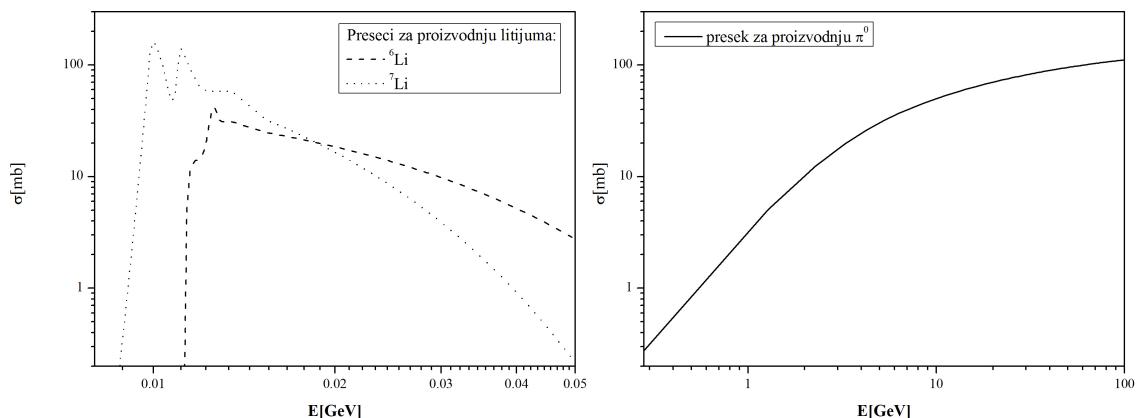 Preseci za proizvodnju litijuma:
⁶Li
⁷Li
100
10
1
σ[mb]
0.01
0.02
0.03
0.04
0.05
E[GeV]
presek za proizvodnju π⁰
100
10
1
σ[mb]
1
10
100
E[GeV]